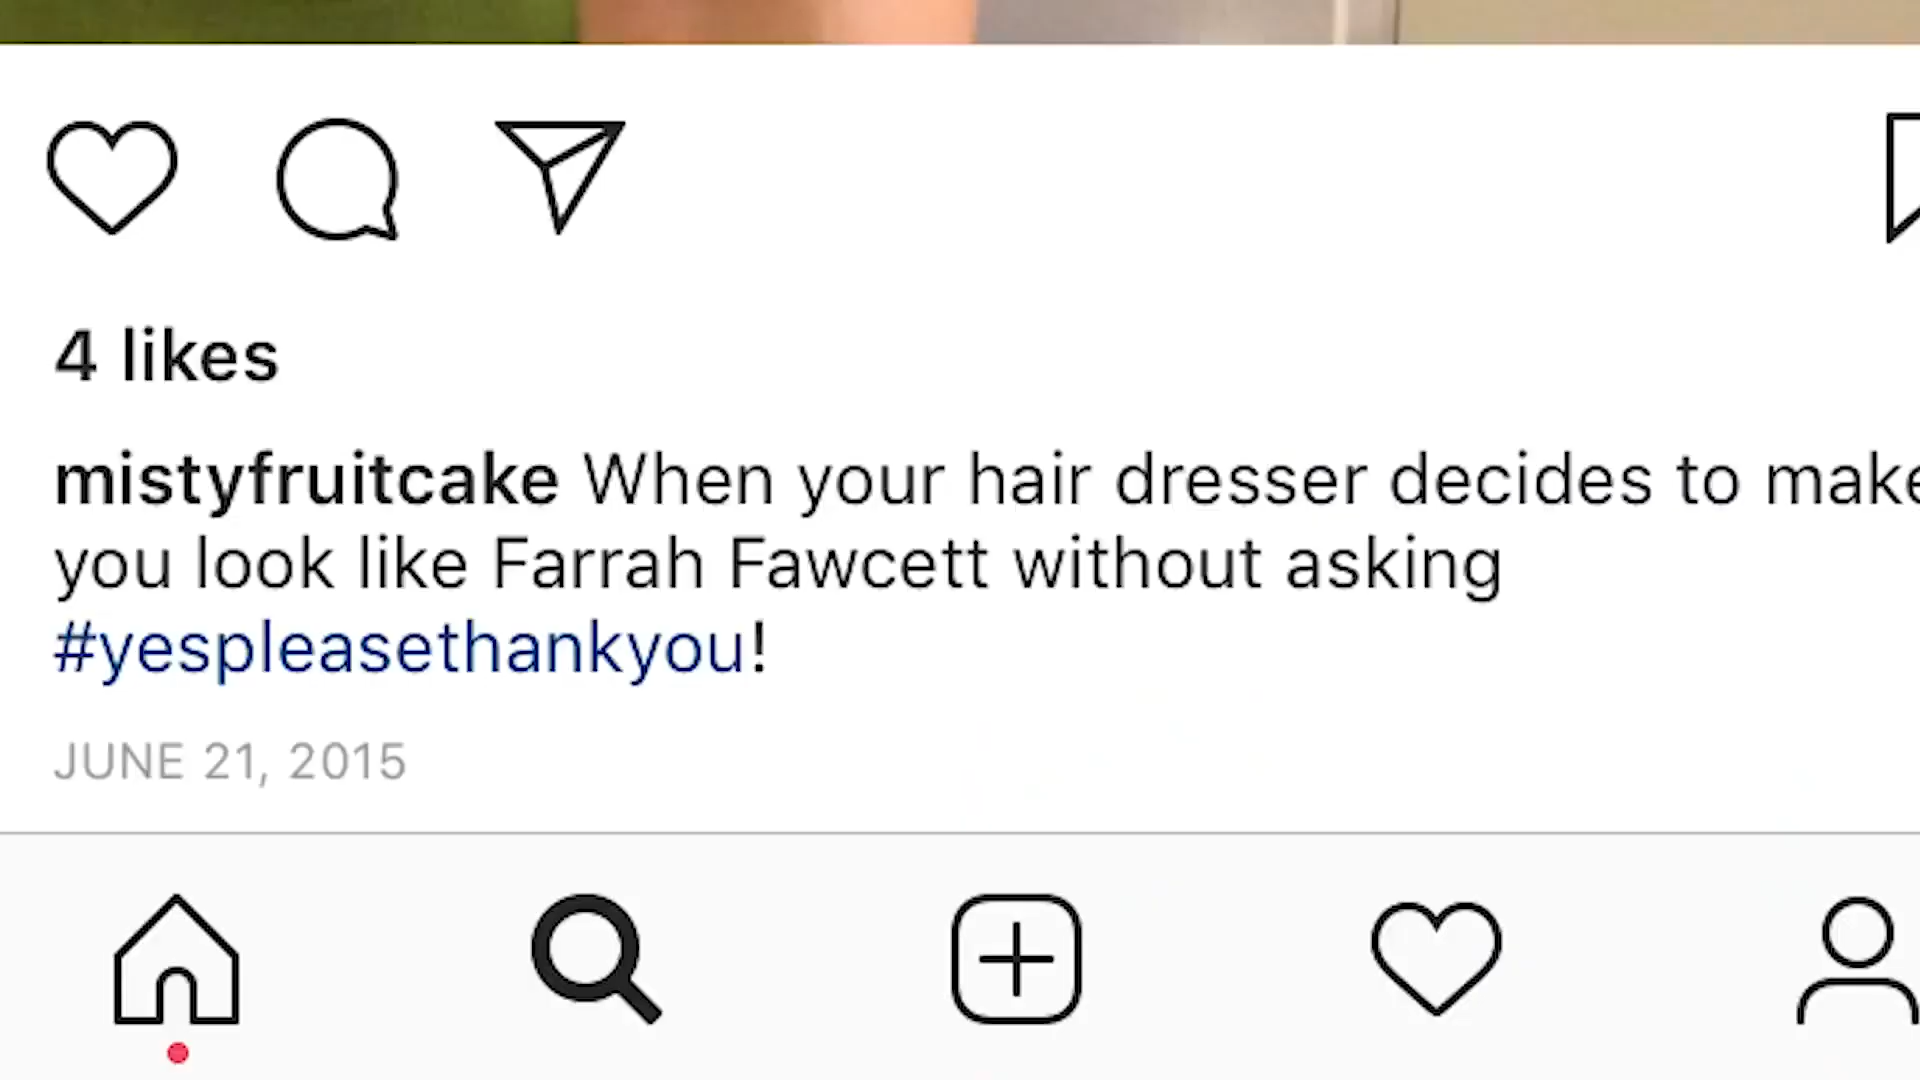 4 likes
mistyfruitcake When your hair dresser decides to make
you look like Farrah Fawcett without asking
#yespleasethankyou!
JUNE 21, 2015